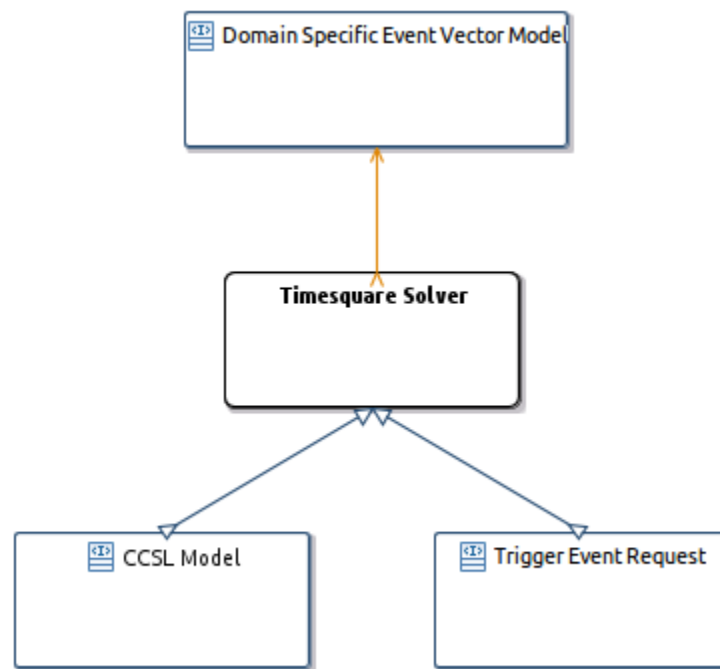 Domain Specific Event Vector Model
Timesquare Solver
CCSL Model
Trigger Event Request